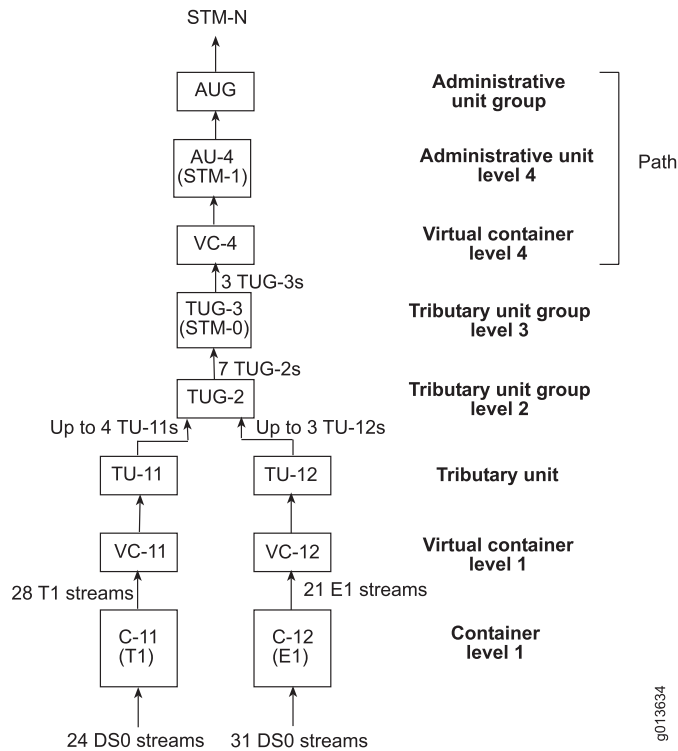 STM-N
AUG
Administrative
unit group
AU-4
(STM-1)
Administrative unit
level 4
Path
VC-4
Virtual container
level 4
3 TUG-3s
TUG-3
(STM-0)
Tributary unit group
level 3
7 TUG-2s
TUG-2
Tributary unit group
level 2
Up to 4 TU-11s
Up to 3 TU-12s
TU-11
TU-12
Tributary unit
VC-11
VC-12
Virtual container
level 1
28 T1 streams
21 E1 streams
C-11
(T1)
C-12
(E1)
Container
level 1
24 DS0 streams
31 DS0 streams
g013634